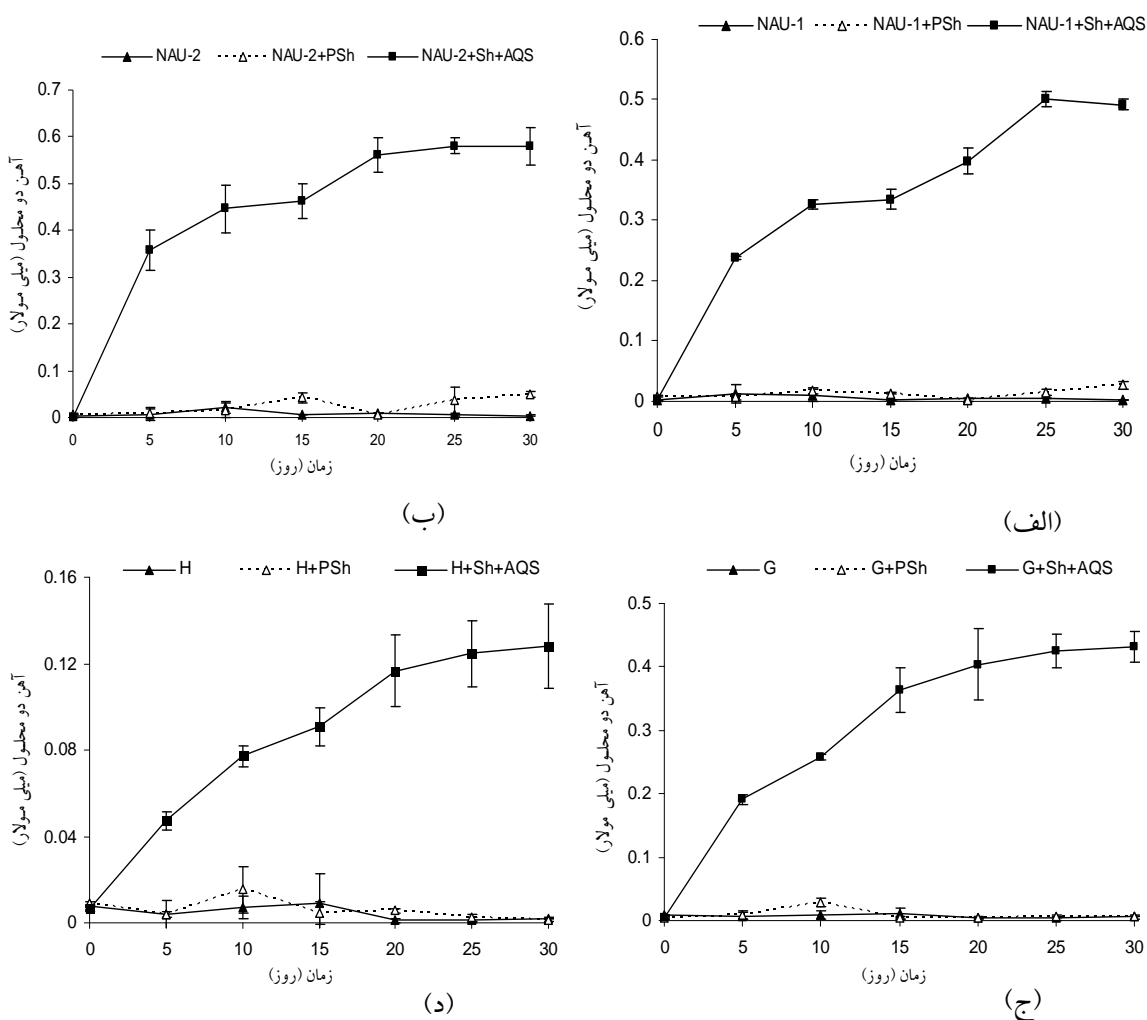 NAU-1 NAU-1+PSh NAU-1+Sh+AQS
0.6
0.5
0.4
0.3
0.2
0.1
0
آهن دو محلول (میلی مولار)
0 5 10 15 20 25 30
زمان (روز)
(الف)
NAU-2 NAU-2+PSh NAU-2+Sh+AQS
0.7
0.6
0.5
0.4
0.3
0.2
0.1
0
آهن دو محلول (میلی مولار)
0 5 10 15 20 25 30
زمان (روز)
(ب)
G G+PSh G+Sh+AQS
0.5
0.4
0.3
0.2
0.1
0
آهن دو محلول (میلی مولار)
0 5 10 15 20 25 30
زمان (روز)
(ج)
H H+PSh H+Sh+AQS
0.16
0.12
0.08
0.04
0
آهن دو محلول (میلی مولار)
0 5 10 15 20 25 30
زمان (روز)
(د)